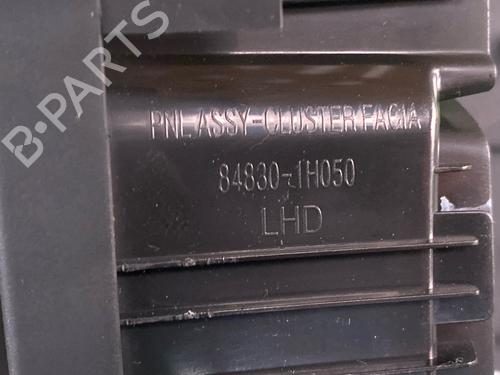 B-PARTS
PNL ASSY-CLUSTER FACIA
84830-1H050
LHD